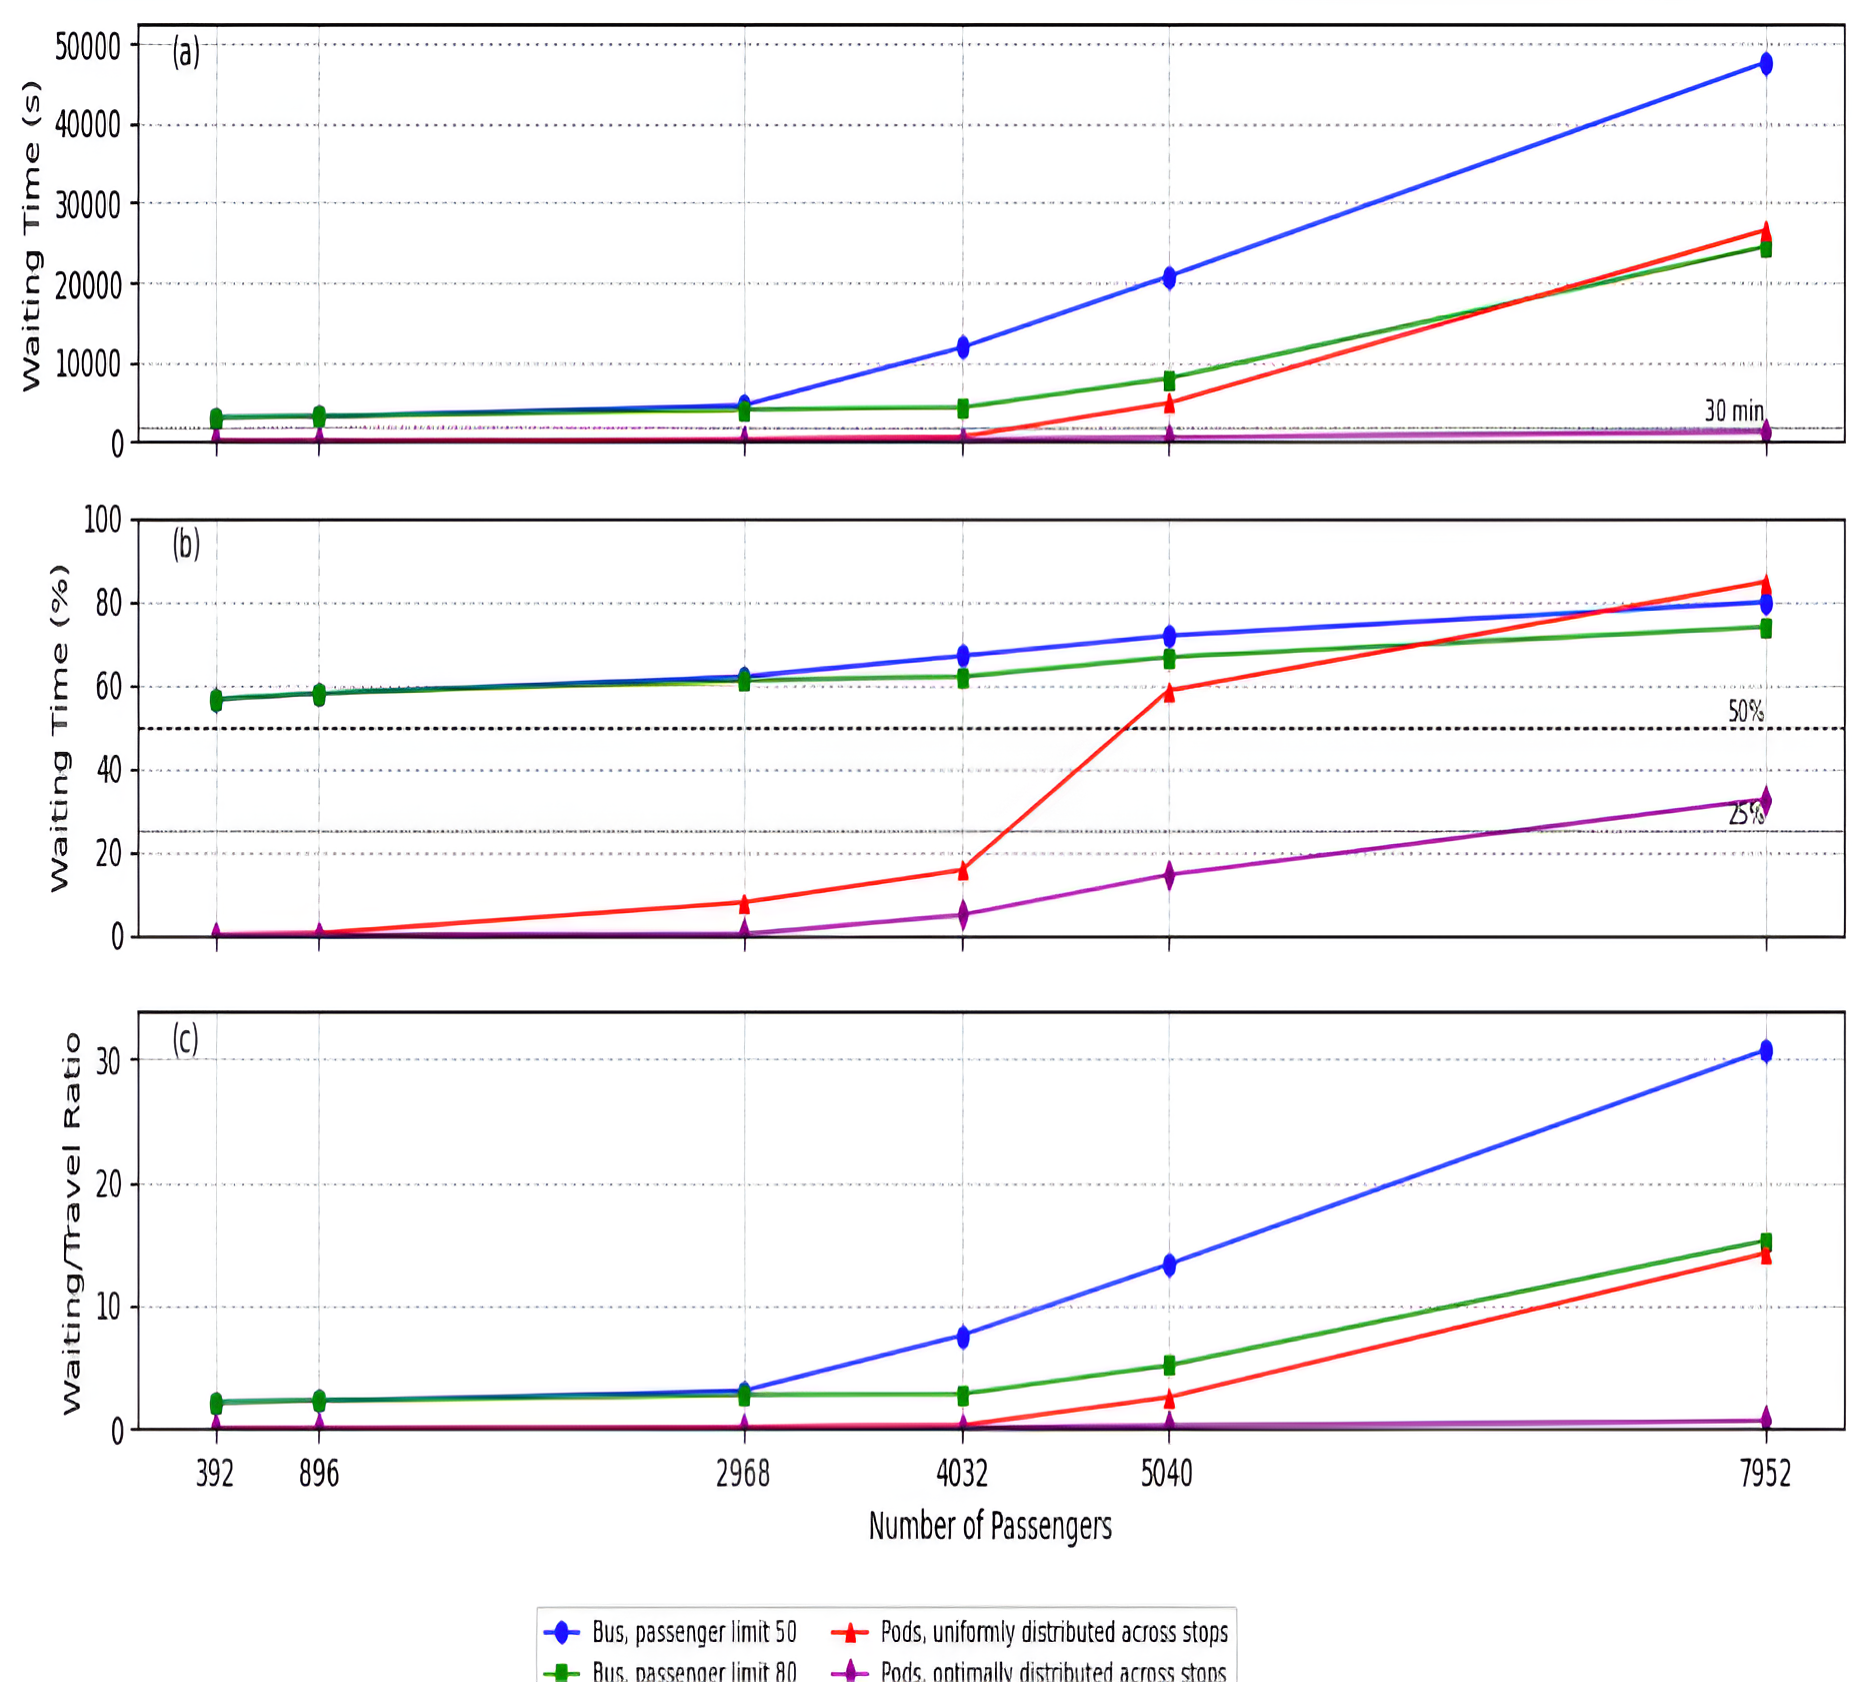 (a)
Waiting Time (s)
50000
40000
30000
20000
10000
0
30 min
(b)
Waiting Time (%)
100
80
60
40
20
0
50%
25%
(c)
Waiting/Travel Ratio
30
20
10
0
392 896 2968 4032 5040 7952
Number of Passengers
Bus, passenger limit 50 Pods, uniformly distributed across stops
Bus, passenger limit 80 Pods, optimally distributed across stops